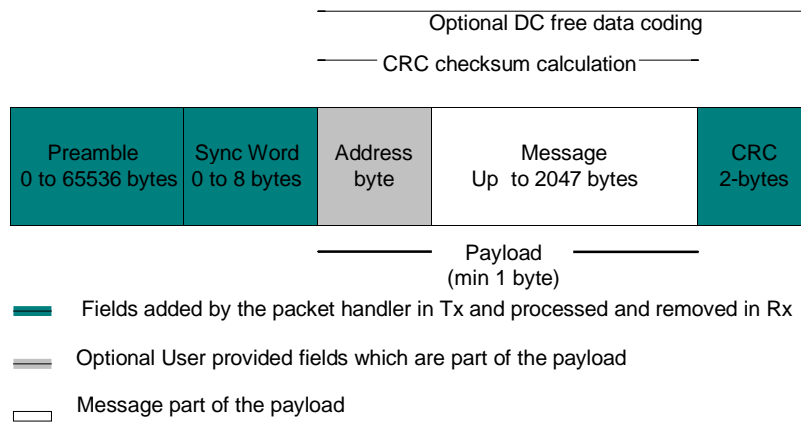 Optional DC free data coding
CRC checksum calculation
Preamble
0 to 65536 bytes
Sync Word
0 to 8 bytes
Address
byte
Message
Up to 2047 bytes
CRC
2-bytes
Payload
(min 1 byte)
Fields added by the packet handler in Tx and processed and removed in Rx
Optional User provided fields which are part of the payload
Message part of the payload